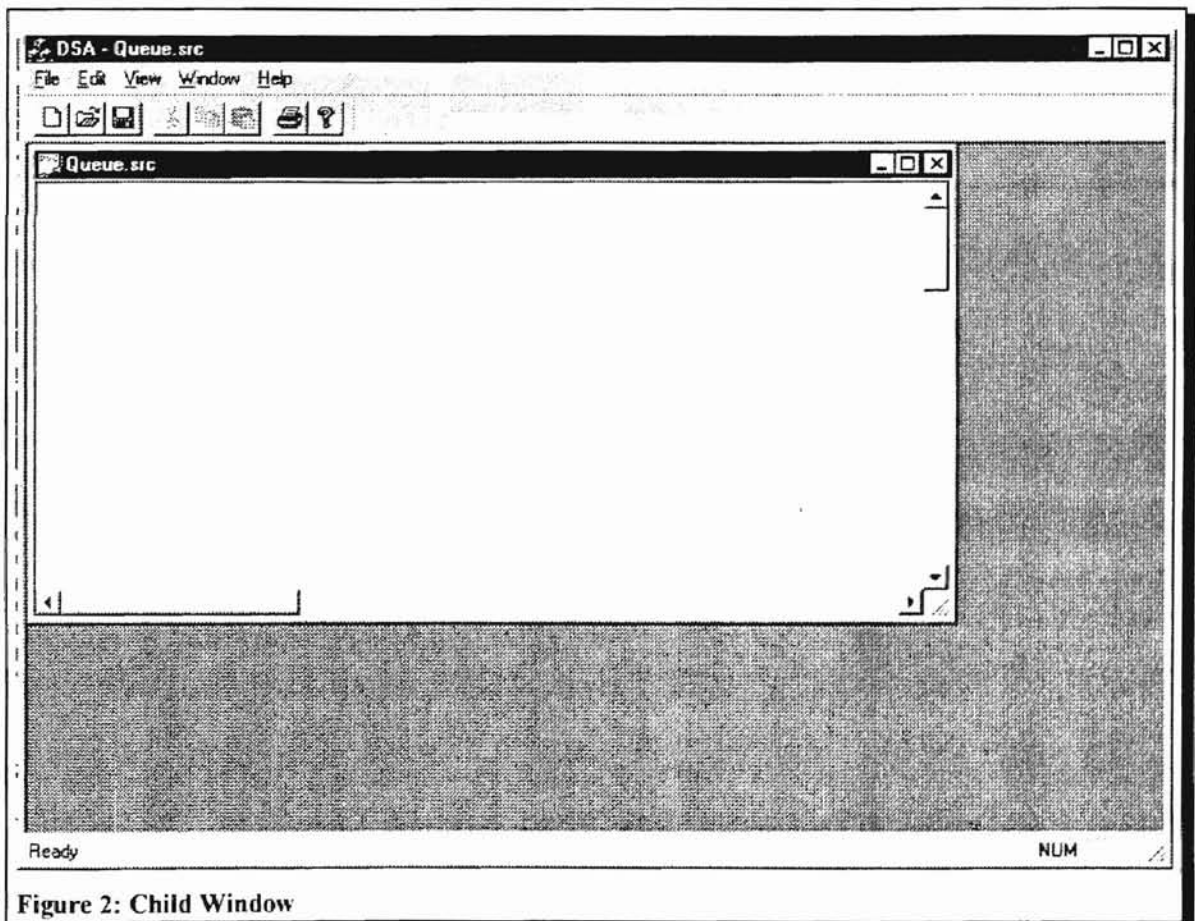 DSA - Queue.src
File Edit View Window Help
Queue.src
Ready NUM
Figure 2: Child Window